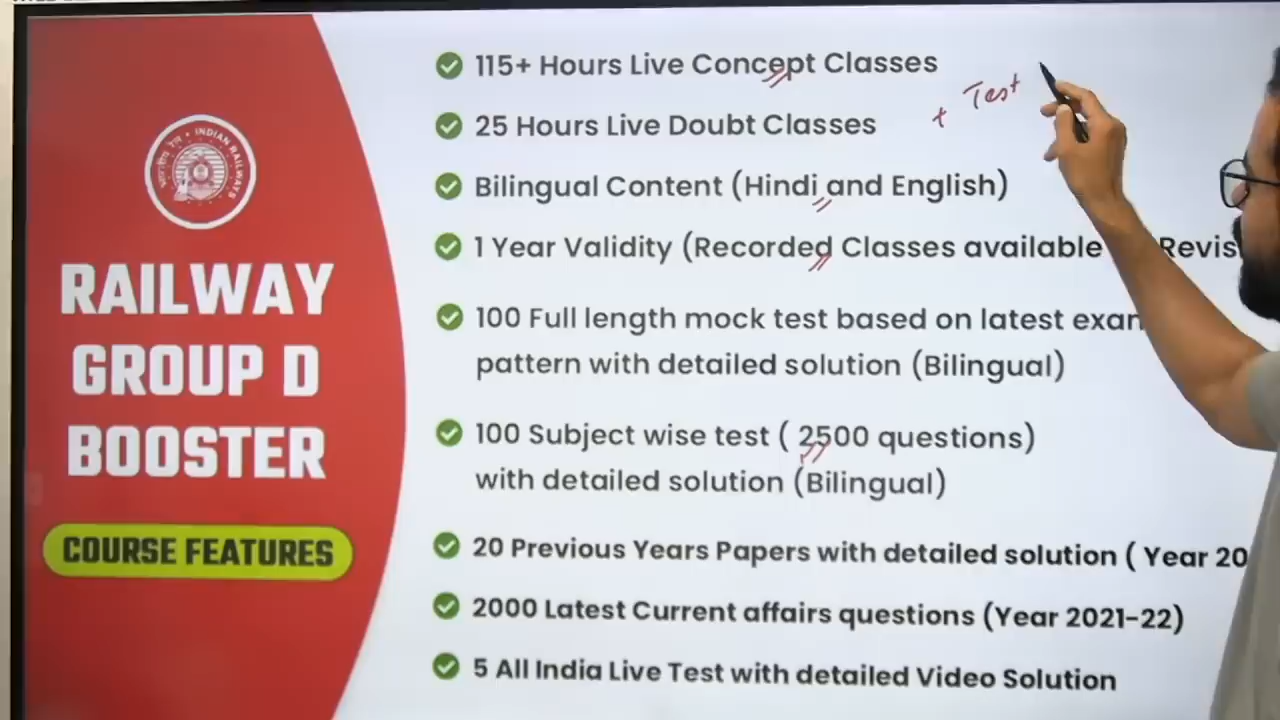 INDIAN RAILWAYS
RAILWAY
GROUP D
BOOSTER
COURSE FEATURES
115+ Hours Live Concept Classes
+ Test
25 Hours Live Doubt Classes
Bilingual Content (Hindi and English)
1 Year Validity (Recorded Classes available
100 Full length mock test based on latest
pattern with detailed solution (Bilingual)
100 Subject wise test ( 2500 questions)
with detailed solution (Bilingual)
20 Previous Years Papers with detailed solution ( Year
2000 Latest Current affairs questions (Year 2021-22)
5 All India Live Test with detailed Video Solution